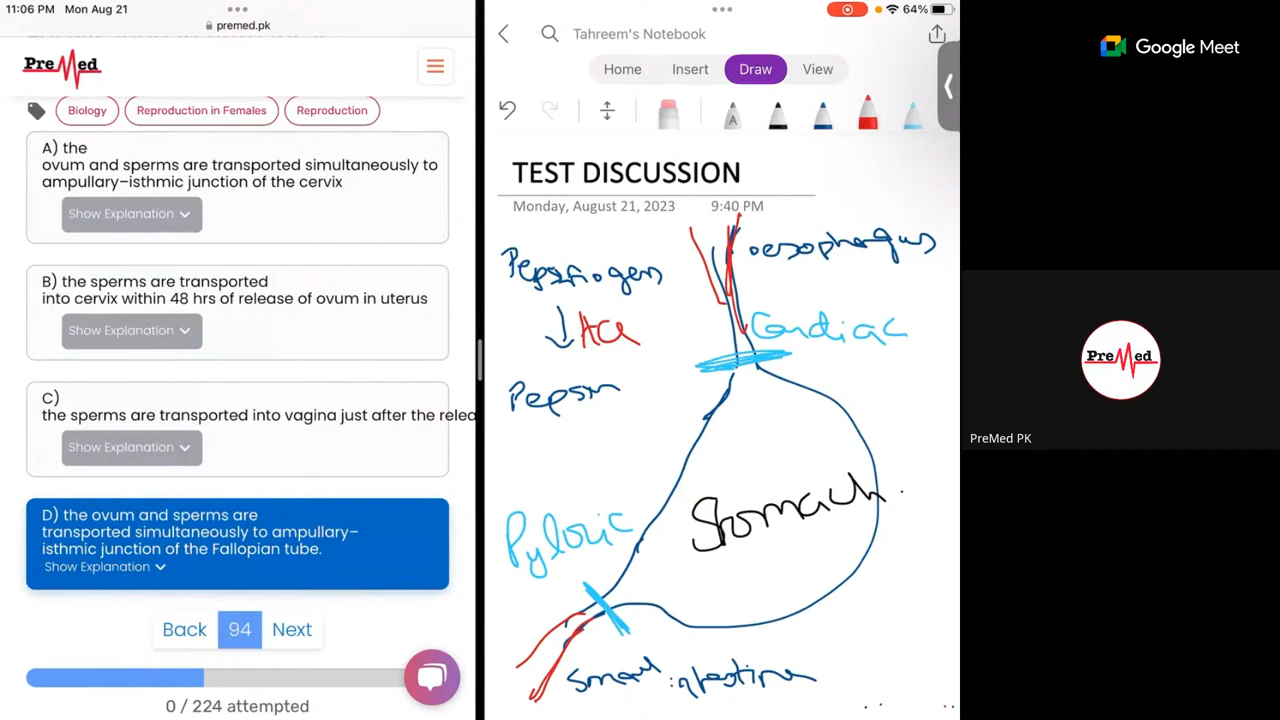 11:06 PM Mon Aug 21
premed.pk
PreMed
Biology
Reproduction in Females
Reproduction
A) the
ovum and sperms are transported simultaneously to
ampullary–isthmic junction of the cervix
Show Explanation
B) the sperms are transported
into cervix within 48 hrs of release of ovum in uterus
Show Explanation
C)
the sperms are transported into vagina just after the relea
Show Explanation
D) the ovum and sperms are
transported simultaneously to ampullary–
isthmic junction of the Fallopian tube.
Show Explanation
Back 94 Next
0 / 224 attempted
64%
Tahreem's Notebook
Home Insert Draw View
A
TEST DISCUSSION
Monday, August 21, 2023 9:40 PM
oesophagus
Cardiac
Pepsin
Stomach
Pyloric
Small intestine
Google Meet
PreMed
PreMed PK